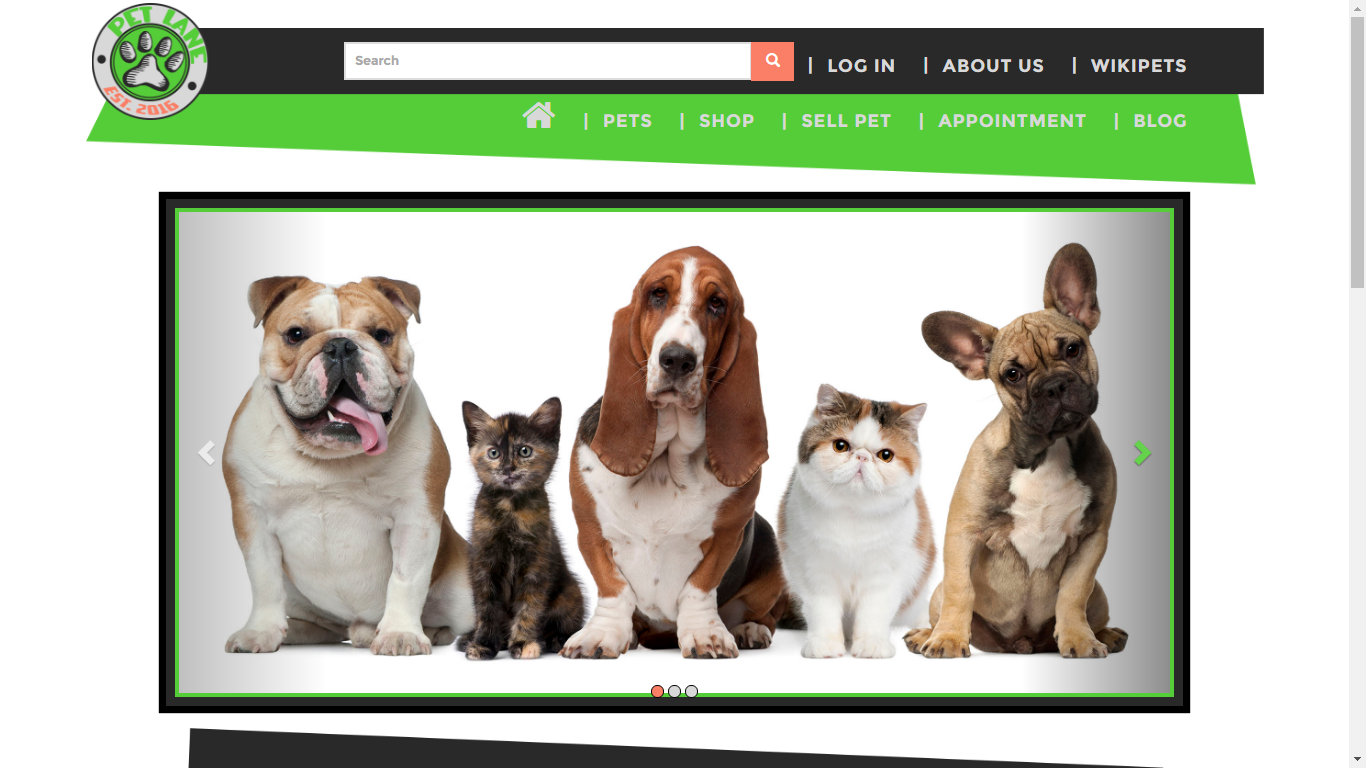 PET LANE
EST. 2016
Search
| LOG IN | ABOUT US | WIKIPETS
| PETS | SHOP | SELL PET | APPOINTMENT | BLOG